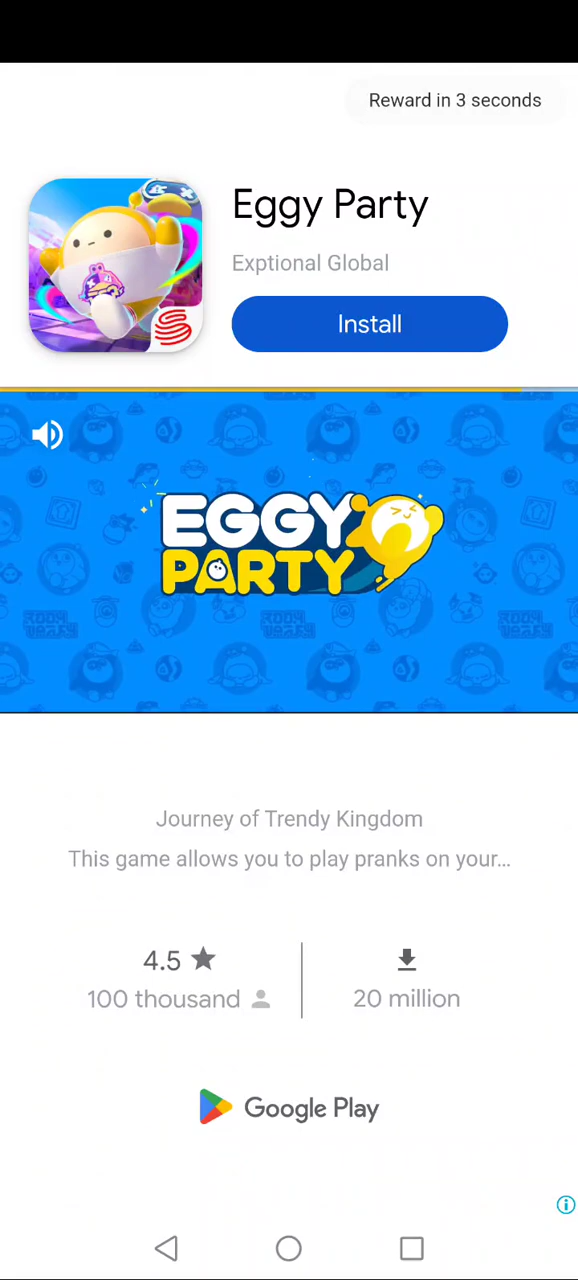 Reward in 3 seconds
Eggy Party
Exptional Global
Install
EGGY
PARTY
Journey of Trendy Kingdom
This game allows you to play pranks on your...
4.5
100 thousand
20 million
Google Play